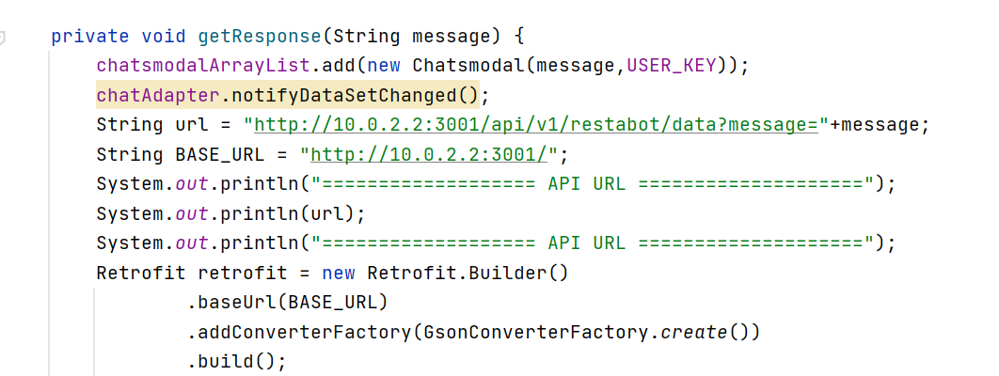 private void getResponse(String message) {
chatsmodalArrayList.add(new Chatsmodal(message,USER_KEY));
chatAdapter.notifyDataSetChanged();
String url = "http://10.0.2.2:3001/api/v1/restabot/data?message="+message;
String BASE_URL = "http://10.0.2.2:3001/";
System.out.println("=================== API URL ====================");
System.out.println(url);
System.out.println("=================== API URL ====================");
Retrofit retrofit = new Retrofit.Builder()
.baseUrl(BASE_URL)
.addConverterFactory(GsonConverterFactory.create())
.build();